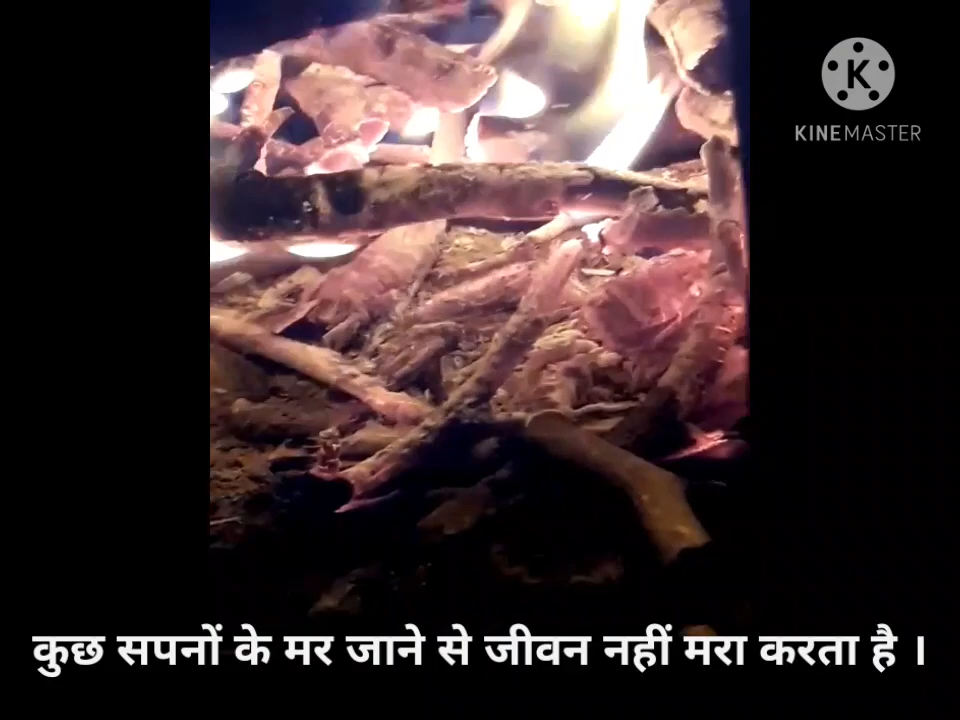 K
KINEMASTER
कुछ सपनों के मर जाने से जीवन नहीं मरा करता है ।